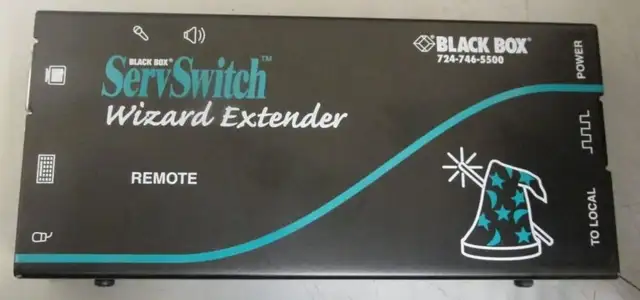 BLACK BOX®
ServSwitch™
Wizard Extender
REMOTE
BLACK BOX®
724-746-5500
POWER
TO LOCAL